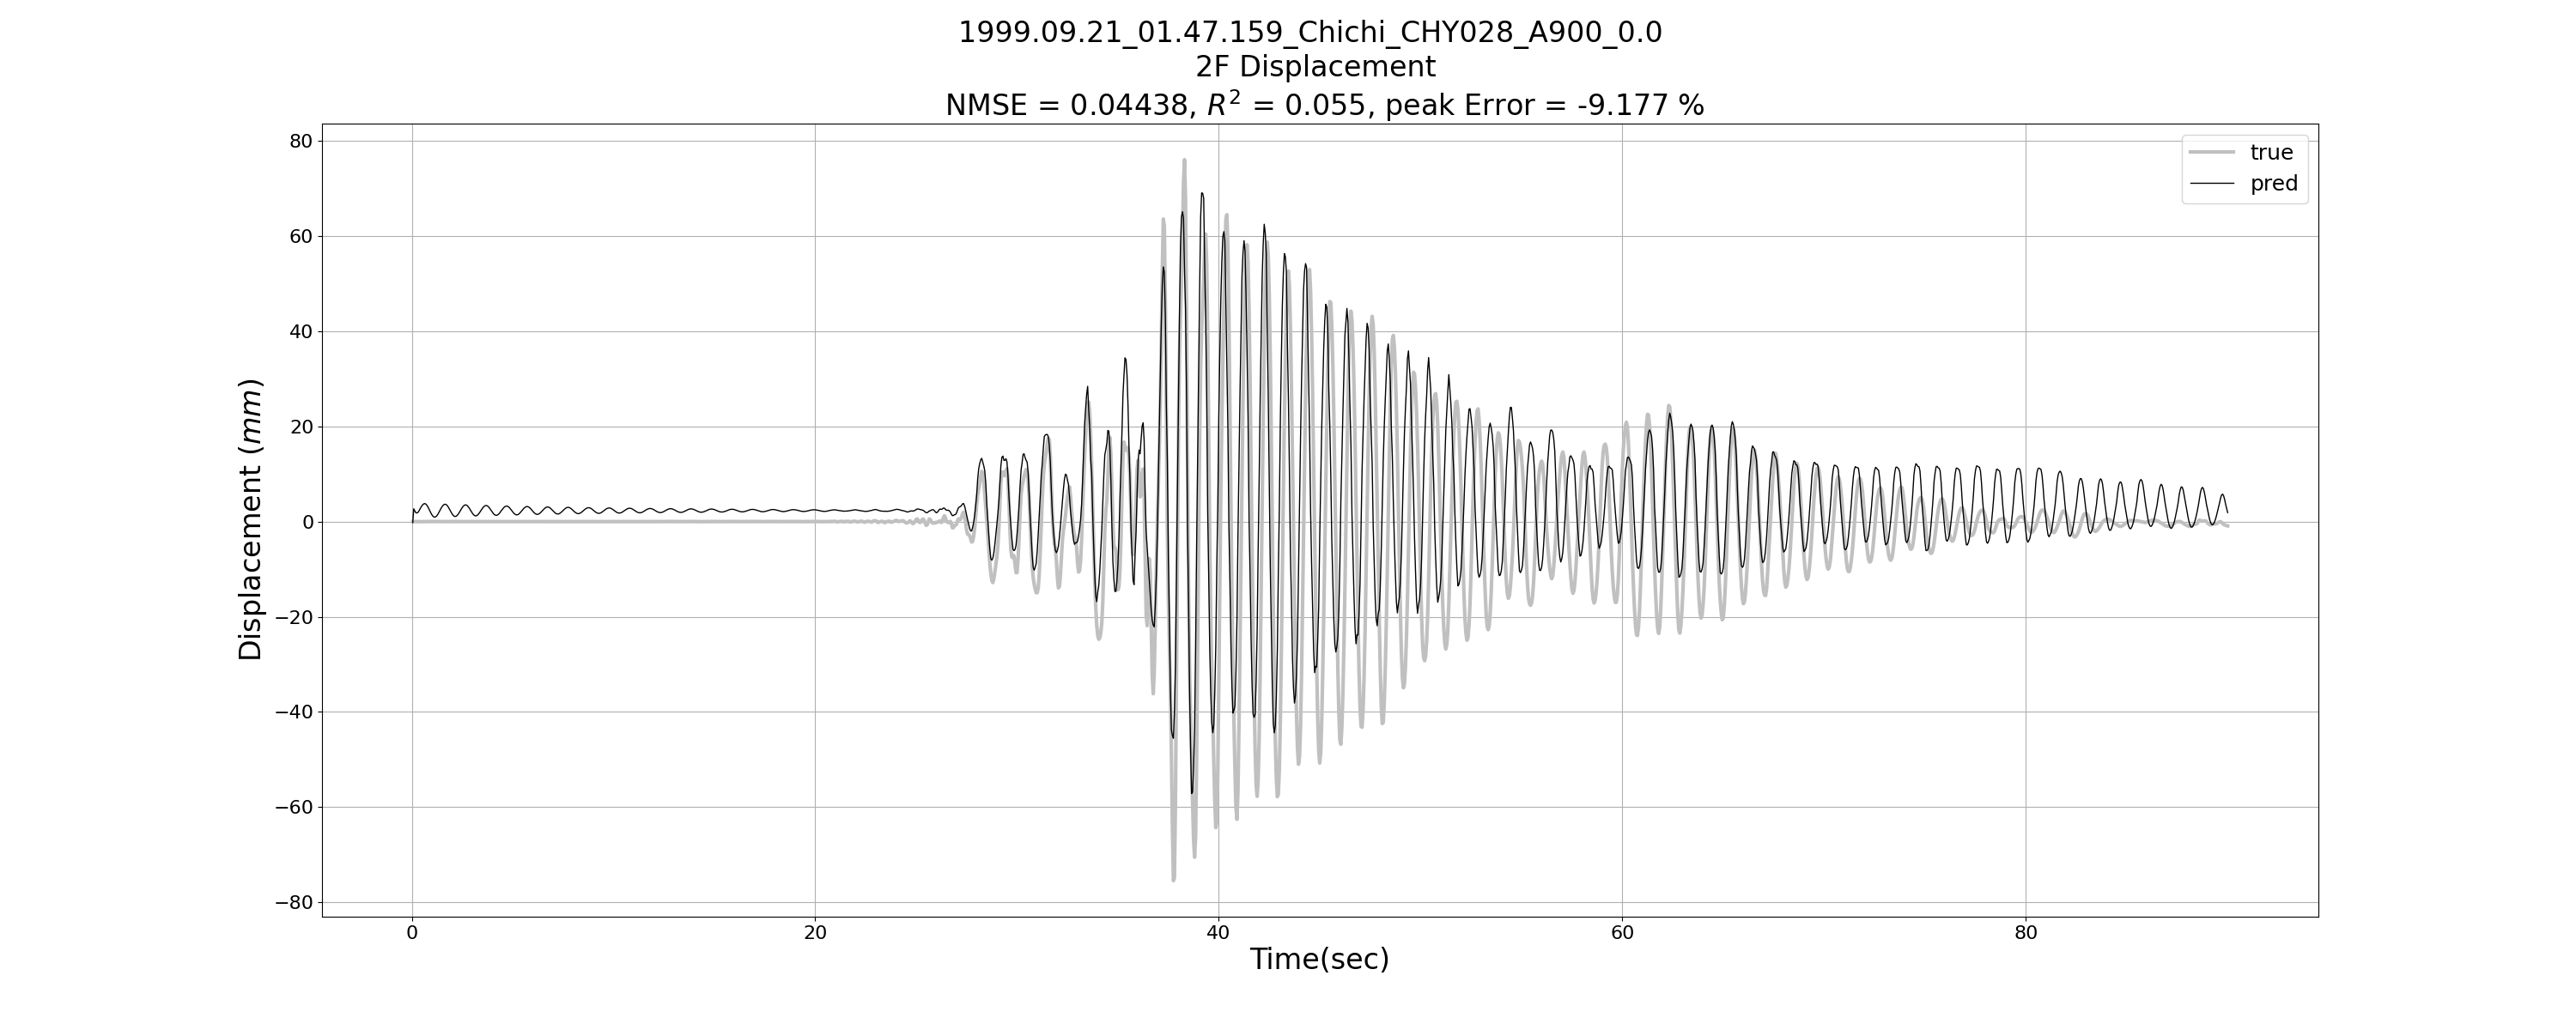 1999.09.21_01.47.159_Chichi_CHY028_A900_0.0
2F Displacement
NMSE = 0.04438, R² = 0.055, peak Error = -9.177 %
true
pred
80
60
40
20
0
−20
−40
−60
−80
Displacement (mm)
0
20
40
60
80
Time(sec)